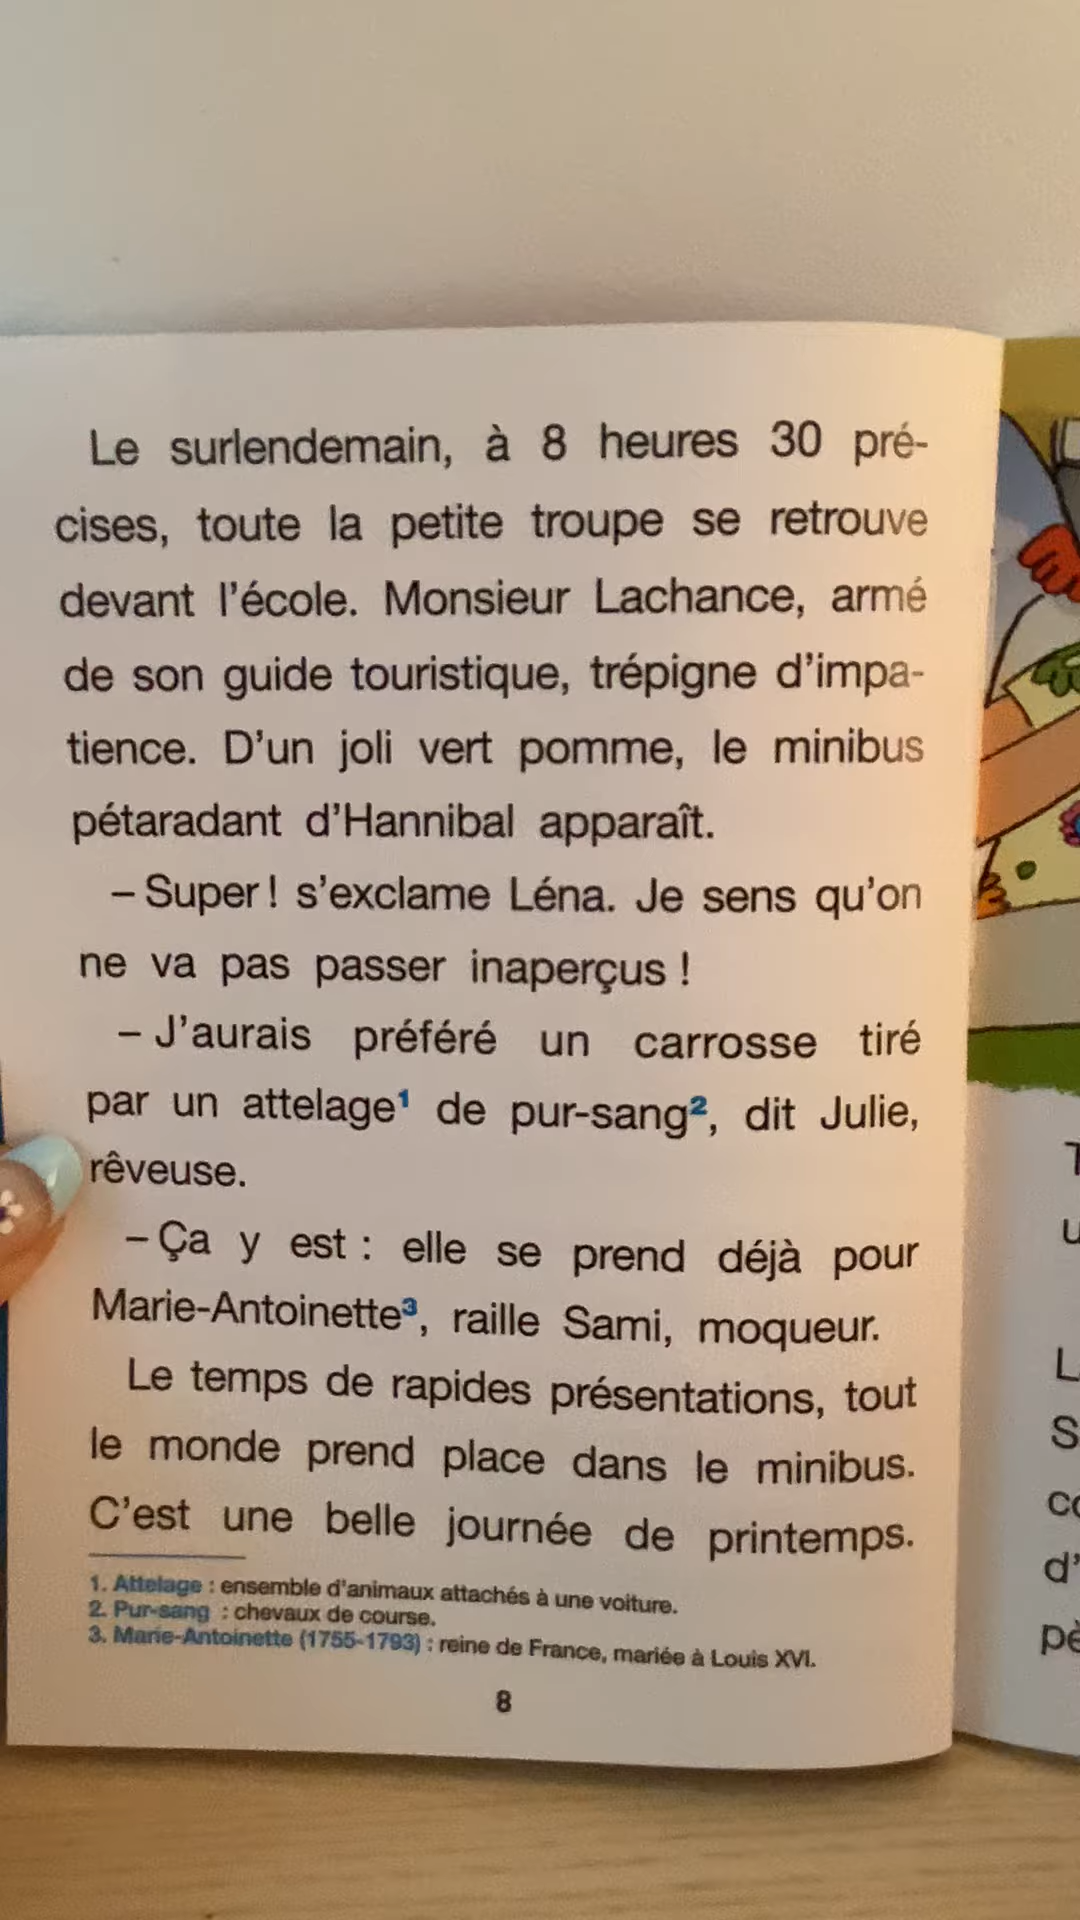 Le surlendemain, à 8 heures 30 pré-
cises, toute la petite troupe se retrouve
devant l'école. Monsieur Lachance, armé
de son guide touristique, trépigne d'impa-
tience. D'un joli vert pomme, le minibus
pétaradant d'Hannibal apparaît.
– Super ! s'exclame Léna. Je sens qu'on
ne va pas passer inaperçus !
– J'aurais préféré un carrosse tiré
par un attelage¹ de pur-sang², dit Julie,
rêveuse.
– Ça y est : elle se prend déjà pour
Marie-Antoinette³, raille Sami, moqueur.
Le temps de rapides présentations, tout
le monde prend place dans le minibus.
C'est une belle journée de printemps.
1. Attelage : ensemble d'animaux attachés à une voiture.
2. Pur-sang : chevaux de course.
3. Marie-Antoinette (1755-1793) : reine de France, mariée à Louis XVI.
8